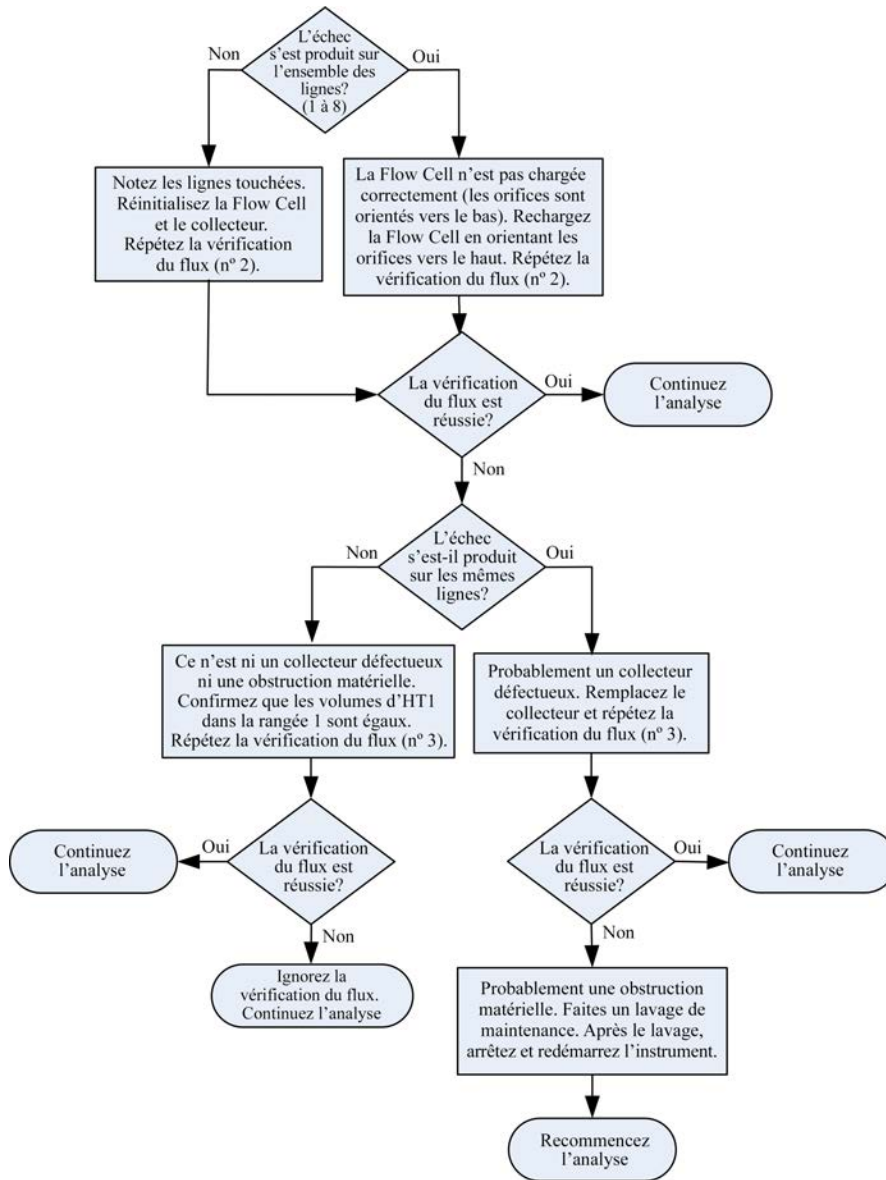 L'échec
s'est produit sur
l'ensemble des
lignes?
(1 à 8)
Non
Oui
Notez les lignes touchées.
Réinitialisez la Flow Cell
et le collecteur.
Répétez la vérification
du flux (nº 2).
La Flow Cell n'est pas chargée
correctement (les orifices sont
orientés vers le bas). Rechargez
la Flow Cell en orientant les
orifices vers le haut. Répétez la
vérification du flux (nº 2).
La vérification
du flux est
réussie?
Oui
Continuez
l'analyse
Non
L'échec
s'est-il produit
sur les mêmes
lignes?
Non
Oui
Ce n'est ni un collecteur défectueux
ni une obstruction matérielle.
Confirmez que les volumes d'HT1
dans la rangée 1 sont égaux.
Répétez la vérification du flux (nº 3).
Probablement un collecteur
défectueux. Remplacez le
collecteur et répétez la
vérification du flux (nº 3).
Continuez
l'analyse
Oui
La vérification
du flux est
réussie?
Non
Ignorez la
vérification du flux.
Continuez l'analyse
La vérification
du flux est
réussie?
Oui
Continuez
l'analyse
Non
Probablement une obstruction
matérielle. Faites un lavage de
maintenance. Après le lavage,
arrêtez et redémarrez l'instrument.
Recommencez
l'analyse